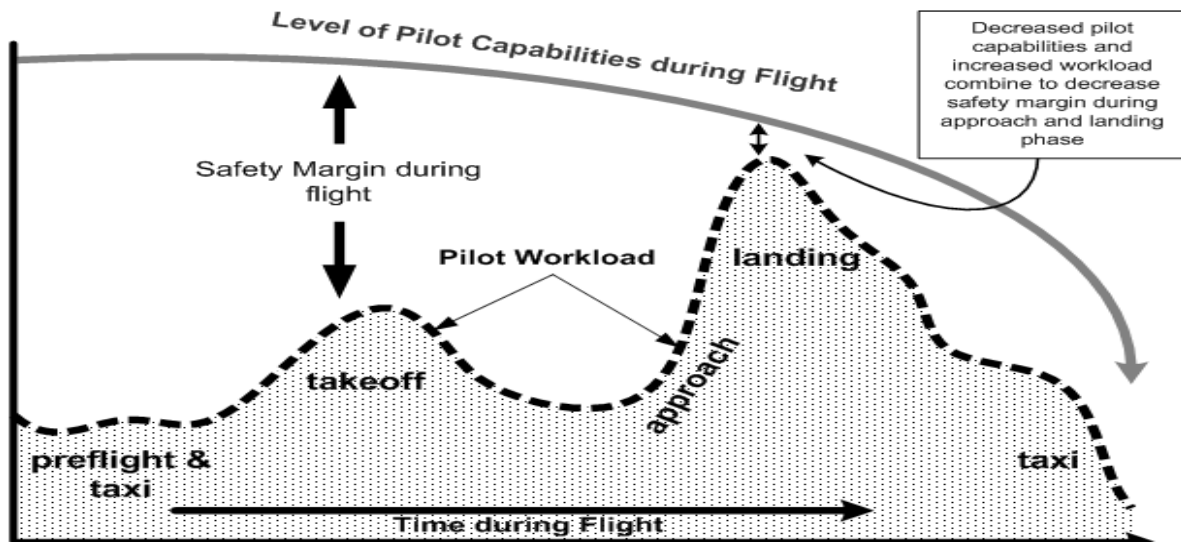 Level of Pilot Capabilities during Flight
Decreased pilot
capabilities and
increased workload
combine to decrease
safety margin during
approach and landing
phase
Safety Margin during
flight
Pilot Workload
landing
takeoff
approach
preflight &
taxi
taxi
Time during Flight